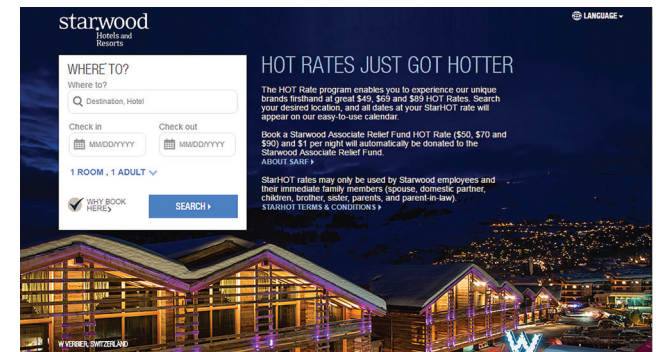 starwood
Hotels and
Resorts
LANGUAGE
WHERE TO?
Where to?
Destination, Hotel
Check in
Check out
MM/DD/YYYY
MM/DD/YYYY
1 ROOM , 1 ADULT
WHY BOOK
HERE>
SEARCH
HOT RATES JUST GOT HOTTER
The HOT Rate program enables you to experience our unique
brands firsthand at great $49, $69 and $89 HOT Rates. Search
your desired location, and all dates at your StarHOT rate will
appear on our easy-to-use calendar.
Book a Starwood Associate Relief Fund HOT Rate ($50, $70 and
$90) and $1 per night will automatically be donated to the
Starwood Associate Relief Fund.
ABOUT SARF
StarHOT rates may only be used by Starwood employees and
their immediate family members (spouse, domestic partner,
children, brother, sister, parents, and parent-in-law).
STARHOT TERMS & CONDITIONS
W VERBIER, SWITZERLAND
W